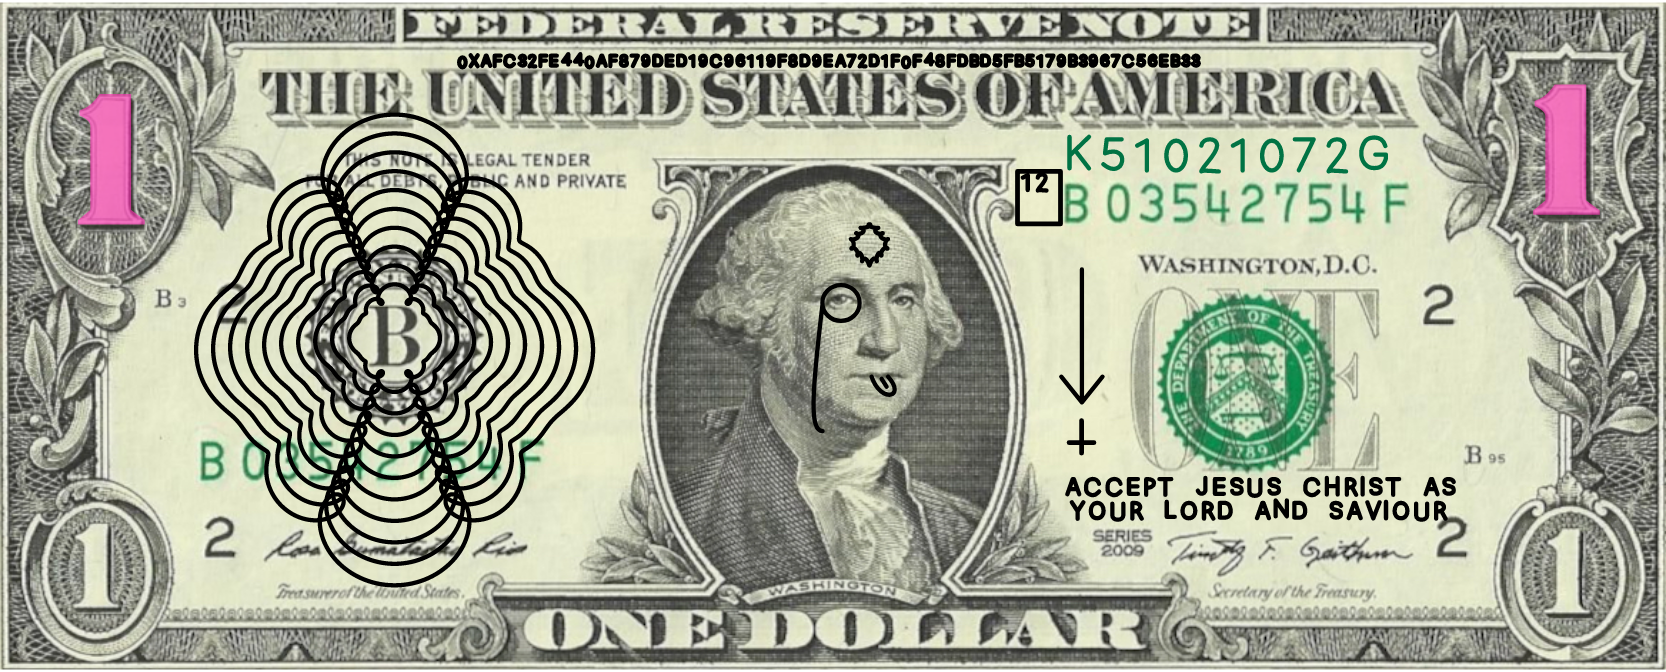 FEDERAL RESERVE NOTE
0XAFC32FE440AF879DED19C96119F8D9EA72D1F0F48FDBD5FB5179B3967C56EB33
THE UNITED STATES OF AMERICA
1
1
THIS NOTE IS LEGAL TENDER
FOR ALL DEBTS, PUBLIC AND PRIVATE
K51021072G
12
B 03542754 F
WASHINGTON, D.C.
B 3
2
2
B
ONE
THE DEPARTMENT OF THE TREASURY
1789
B 03542754 F
+
B 95
ACCEPT JESUS CHRIST AS
YOUR LORD AND SAVIOUR
2
2
SERIES
2009
Treasurer of the United States.
Secretary of the Treasury.
WASHINGTON
1
1
ONE DOLLAR